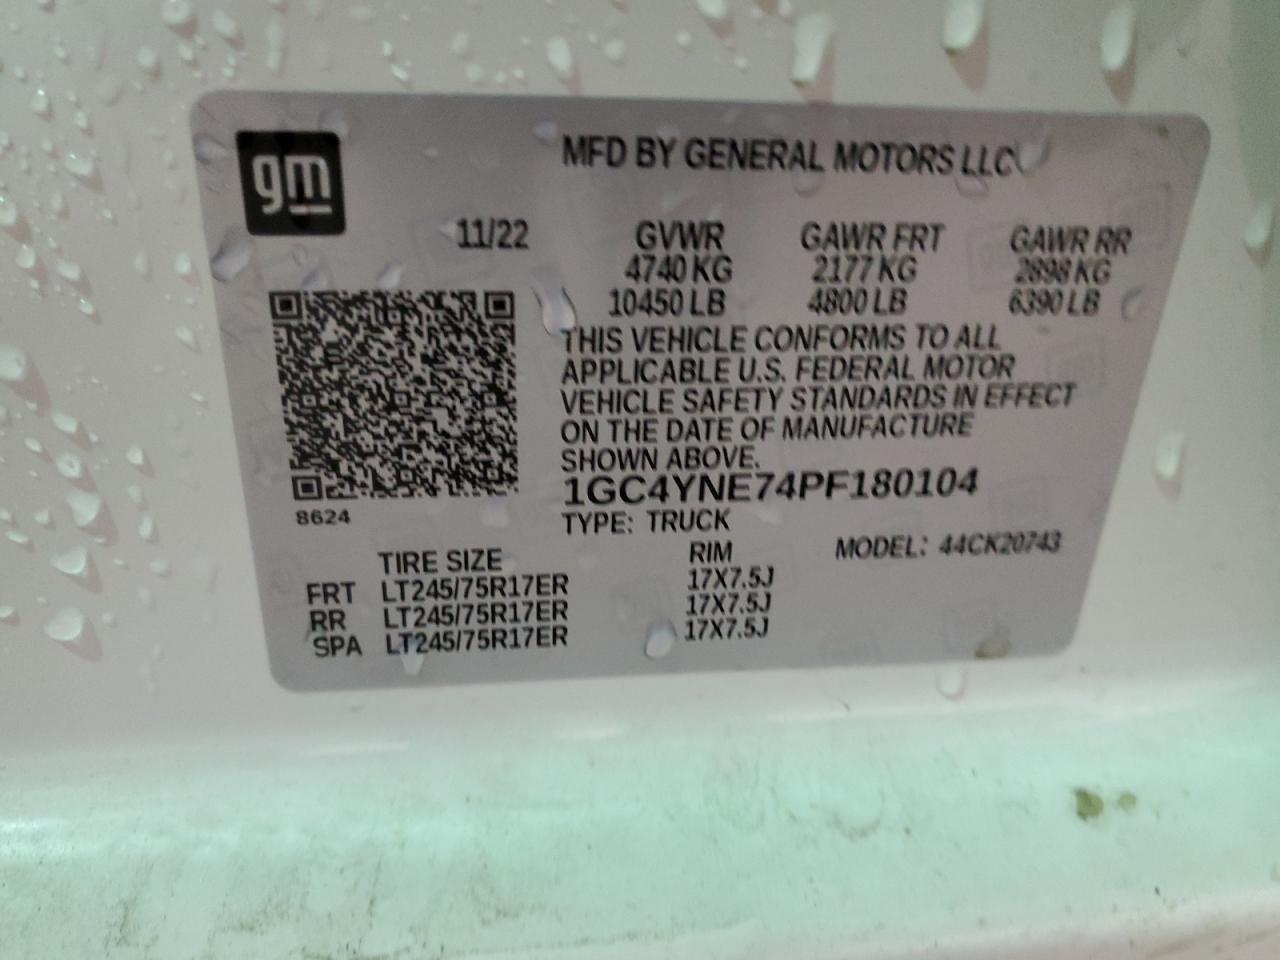 gm
MFD BY GENERAL MOTORS LLC
11/22 GVWR GAWR FRT GAWR RR
4740 KG 2177 KG 2898 KG
10450 LB 4800 LB 6390 LB
THIS VEHICLE CONFORMS TO ALL
APPLICABLE U.S. FEDERAL MOTOR
VEHICLE SAFETY STANDARDS IN EFFECT
ON THE DATE OF MANUFACTURE
SHOWN ABOVE.
1GC4YNE74PF180104
8624
TYPE: TRUCK
MODEL: 44CK20743
TIRE SIZE RIM
FRT LT245/75R17ER 17X7.5J
RR LT245/75R17ER 17X7.5J
SPA LT245/75R17ER 17X7.5J